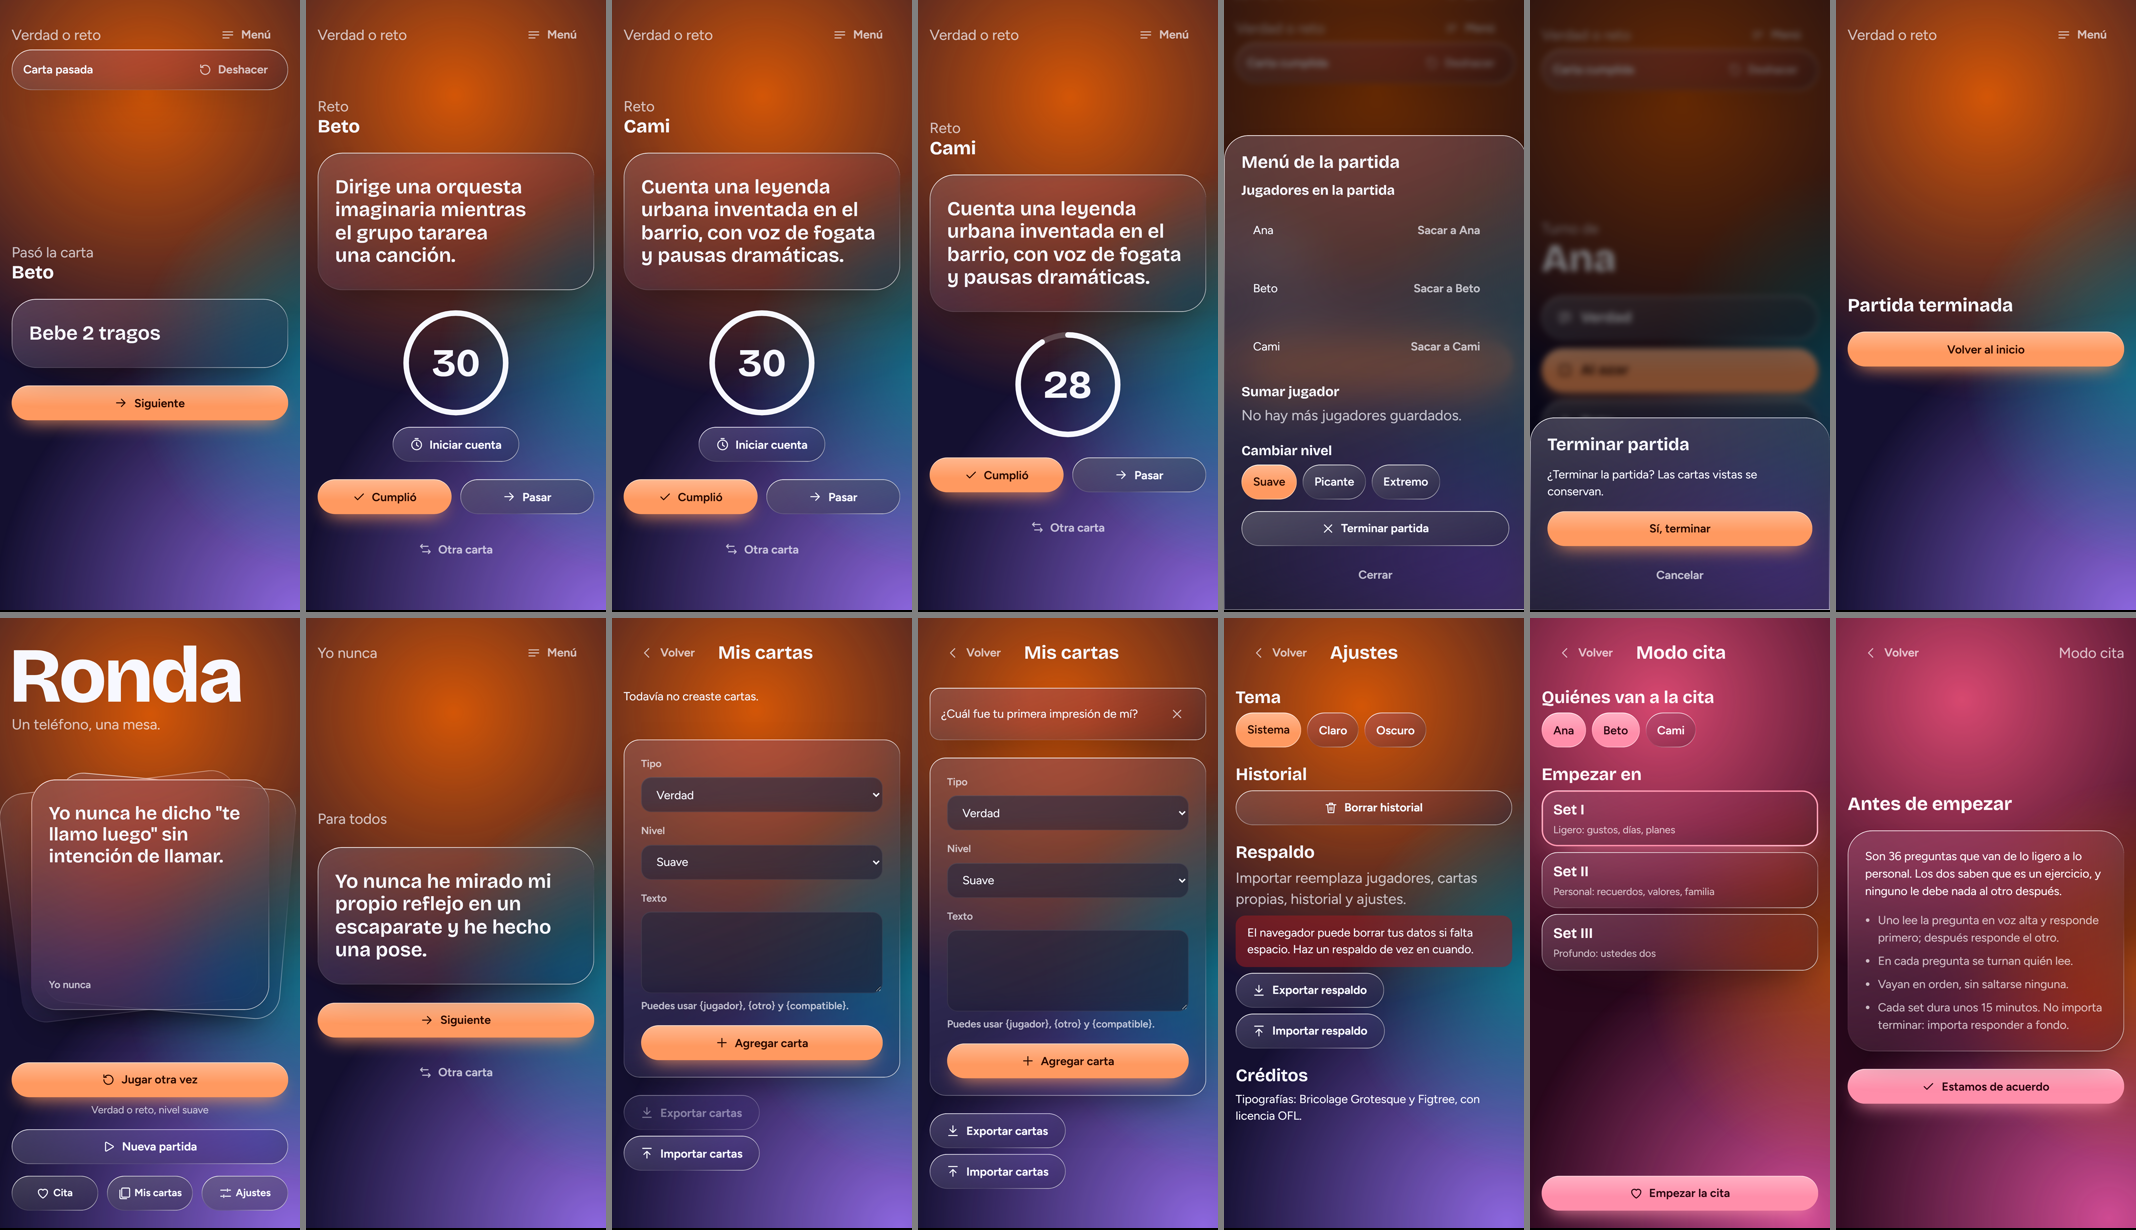 Verdad o reto
Menú
Carta pasada
Deshacer
Pasó la carta
Beto
Bebe 2 tragos
Siguiente
Verdad o reto
Menú
Reto
Beto
Dirige una orquesta
imaginaria mientras
el grupo tararea
una canción.
30
Iniciar cuenta
Cumplió
Pasar
Otra carta
Verdad o reto
Menú
Reto
Cami
Cuenta una leyenda
urbana inventada en el
barrio, con voz de fogata
y pausas dramáticas.
30
Iniciar cuenta
Cumplió
Pasar
Otra carta
Verdad o reto
Menú
Reto
Cami
Cuenta una leyenda
urbana inventada en el
barrio, con voz de fogata
y pausas dramáticas.
28
Cumplió
Pasar
Otra carta
Verdad o reto
Menú
Carta cumplida
Deshacer
Menú de la partida
Jugadores en la partida
Ana
Sacar a Ana
Beto
Sacar a Beto
Cami
Sacar a Cami
Sumar jugador
No hay más jugadores guardados.
Cambiar nivel
Suave
Picante
Extremo
Terminar partida
Cerrar
Verdad o reto
Menú
Carta cumplida
Deshacer
Turno de
Ana
Verdad
Al azar
Terminar partida
¿Terminar la partida? Las cartas vistas se
conservan.
Sí, terminar
Cancelar
Verdad o reto
Menú
Partida terminada
Volver al inicio
Ronda
Un teléfono, una mesa.
Yo nunca he dicho "te
llamo luego" sin
intención de llamar.
Yo nunca
Jugar otra vez
Verdad o reto, nivel suave
Nueva partida
Cita
Mis cartas
Ajustes
Yo nunca
Menú
Para todos
Yo nunca he mirado mi
propio reflejo en un
escaparate y he hecho
una pose.
Siguiente
Otra carta
Volver
Mis cartas
Todavía no creaste cartas.
Tipo
Verdad
Nivel
Suave
Texto
Puedes usar {jugador}, {otro} y {compatible}.
Agregar carta
Exportar cartas
Importar cartas
Volver
Mis cartas
¿Cuál fue tu primera impresión de mí?
Tipo
Verdad
Nivel
Suave
Texto
Puedes usar {jugador}, {otro} y {compatible}.
Agregar carta
Exportar cartas
Importar cartas
Volver
Ajustes
Tema
Sistema
Claro
Oscuro
Historial
Borrar historial
Respaldo
Importar reemplaza jugadores, cartas
propias, historial y ajustes.
El navegador puede borrar tus datos si falta
espacio. Haz un respaldo de vez en cuando.
Exportar respaldo
Importar respaldo
Créditos
Tipografías: Bricolage Grotesque y Figtree, con
licencia OFL.
Volver
Modo cita
Quiénes van a la cita
Ana
Beto
Cami
Empezar en
Set I
Ligero: gustos, días, planes
Set II
Personal: recuerdos, valores, familia
Set III
Profundo: ustedes dos
Empezar la cita
Volver
Modo cita
Antes de empezar
Son 36 preguntas que van de lo ligero a lo
personal. Los dos saben que es un ejercicio, y
ninguno le debe nada al otro después.
Uno lee la pregunta en voz alta y responde
primero; después responde el otro.
En cada pregunta se turnan quién lee.
Vayan en orden, sin saltarse ninguna.
Cada set dura unos 15 minutos. No importa
terminar: importa responder a fondo.
Estamos de acuerdo